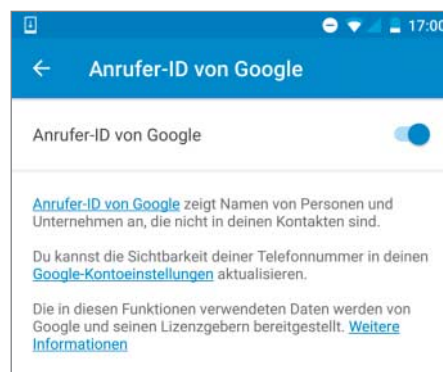 17:00
Anrufer-ID von Google
Anrufer-ID von Google
Anrufer-ID von Google zeigt Namen von Personen und
Unternehmen an, die nicht in deinen Kontakten sind.
Du kannst die Sichtbarkeit deiner Telefonnummer in deinen
Google-Kontoeinstellungen aktualisieren.
Die in diesen Funktionen verwendeten Daten werden von
Google und seinen Lizenzgebern bereitgestellt. Weitere
Informationen